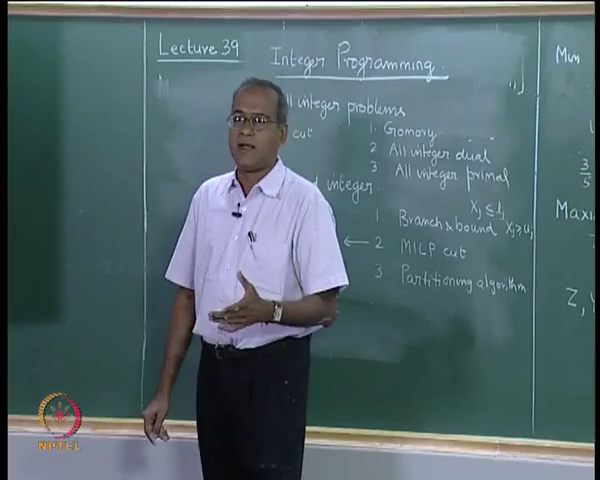 Lecture 39
Integer Programming
Min
All integer problems
cut
1. Gomory
2 All integer dual
3 All integer primal
3/5
integer
Xj ≤ lj
Xj ≥ uj
1. Branch & bound
← 2 MILP cut
3 Partitioning algorithm
Maxi
Z,
NPTEL